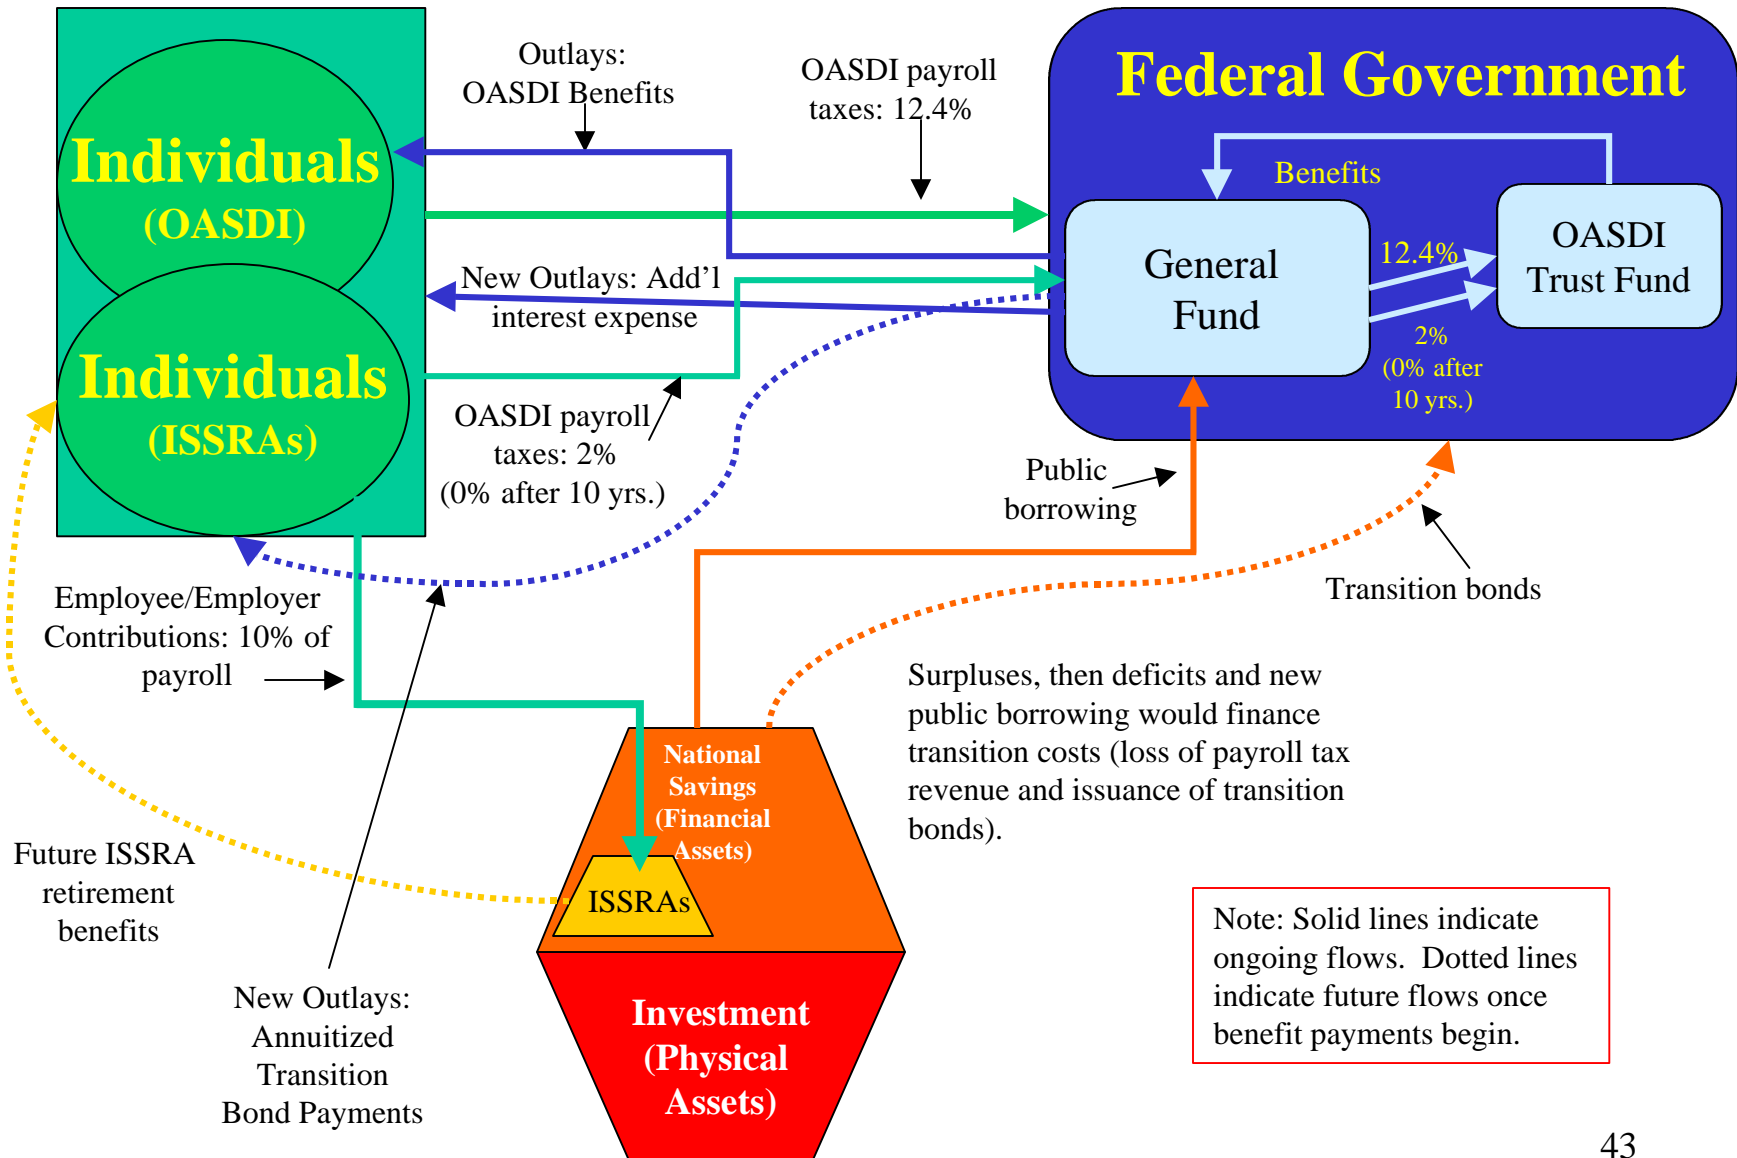 Outlays:
OASDI Benefits
OASDI payroll
taxes: 12.4%
Federal Government
Individuals
(OASDI)
Benefits
General
Fund
12.4%
OASDI
Trust Fund
2%
(0% after
10 yrs.)
New Outlays: Add’l
interest expense
Individuals
(ISSRAs)
OASDI payroll
taxes: 2%
(0% after 10 yrs.)
Public
borrowing
Transition bonds
Employee/Employer
Contributions: 10% of
payroll
Surpluses, then deficits and new
public borrowing would finance
transition costs (loss of payroll tax
revenue and issuance of transition
bonds).
National
Savings
(Financial
Assets)
ISSRAs
Future ISSRA
retirement
benefits
New Outlays:
Annuitized
Transition
Bond Payments
Investment
(Physical
Assets)
Note: Solid lines indicate
ongoing flows.  Dotted lines
indicate future flows once
benefit payments begin.
43